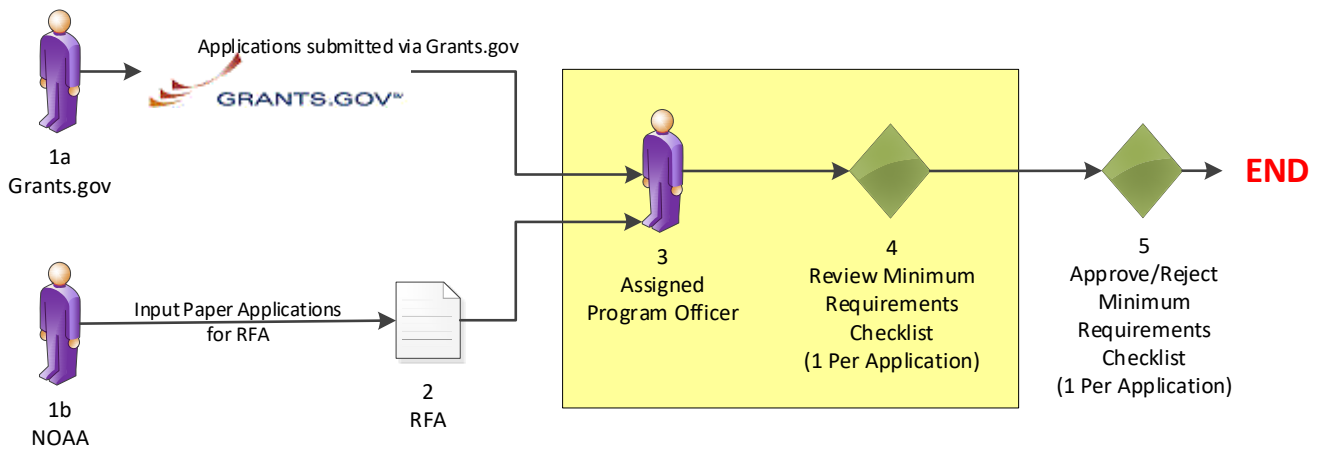 Applications submitted via Grants.gov
GRANTS.GOV℠
1a
Grants.gov
3
Assigned
Program Officer
4
Review Minimum
Requirements
Checklist
(1 Per Application)
5
Approve/Reject
Minimum
Requirements
Checklist
(1 Per Application)
END
Input Paper Applications
for RFA
1b
NOAA
2
RFA